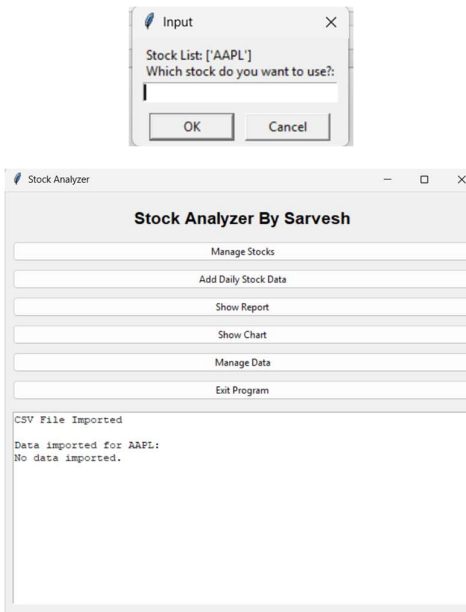 Input
Stock List: ['AAPL']
Which stock do you want to use?:
OK
Cancel
Stock Analyzer
Stock Analyzer By Sarvesh
Manage Stocks
Add Daily Stock Data
Show Report
Show Chart
Manage Data
Exit Program
CSV File Imported
Data imported for AAPL:
No data imported.